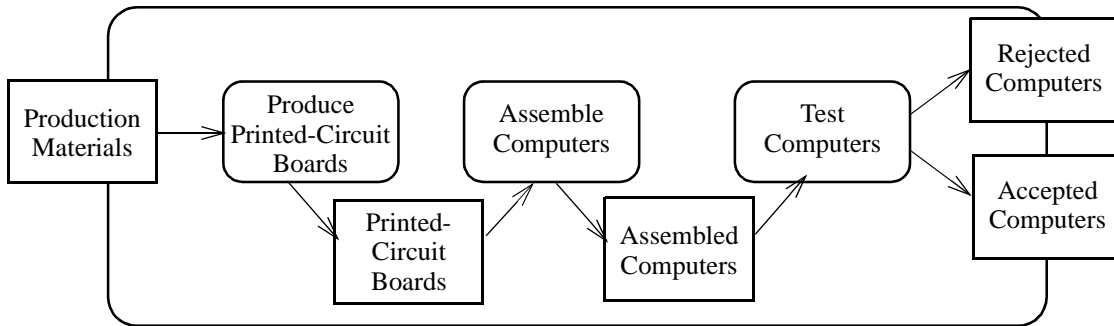 Production
Materials
Produce
Printed-Circuit
Boards
Printed-
Circuit
Boards
Assemble
Computers
Assembled
Computers
Test
Computers
Rejected
Computers
Accepted
Computers